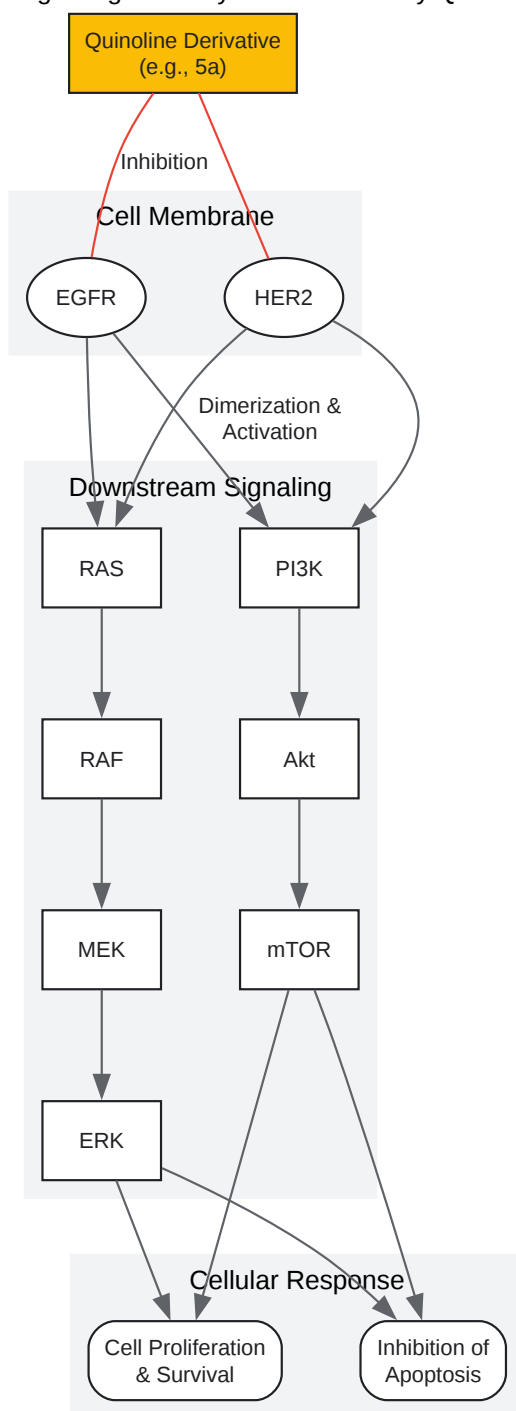 Quinoline Derivative
(e.g., 5a)
Inhibition
Cell Membrane
EGFR
HER2
Dimerization &
Activation
Downstream Signaling
RAS
PI3K
RAF
Akt
MEK
mTOR
ERK
Cellular Response
Cell Proliferation
& Survival
Inhibition of
Apoptosis